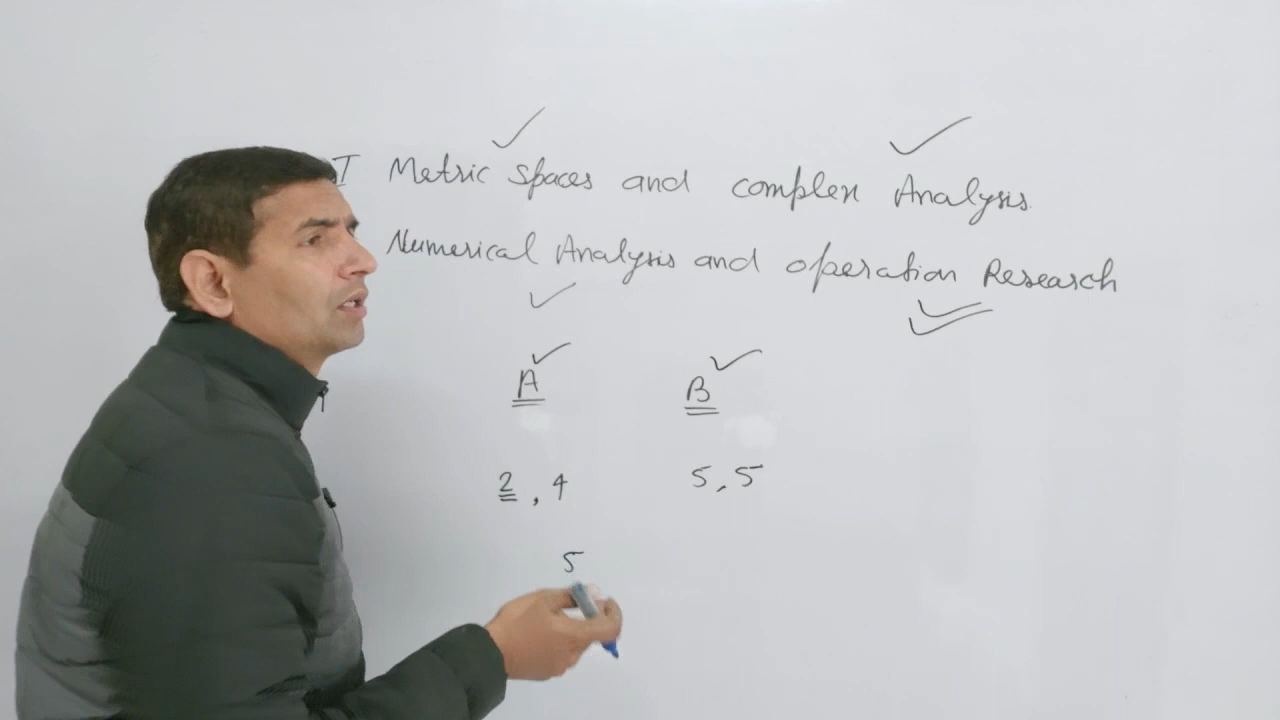 I Metric spaces and complex Analysis
Numerical Analysis and operation Research
A B
2, 4 5, 5
5